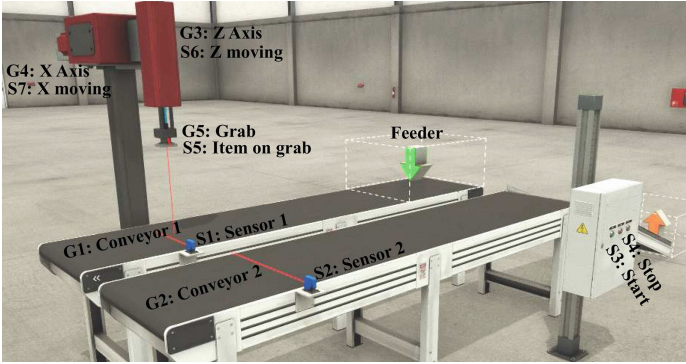 G3: Z Axis
S6: Z moving
G4: X Axis
S7: X moving
G5: Grab
S5: Item on grab
Feeder
G1: Conveyor 1
S1: Sensor 1
G2: Conveyor 2
S2: Sensor 2
S4: Stop
S3: Start